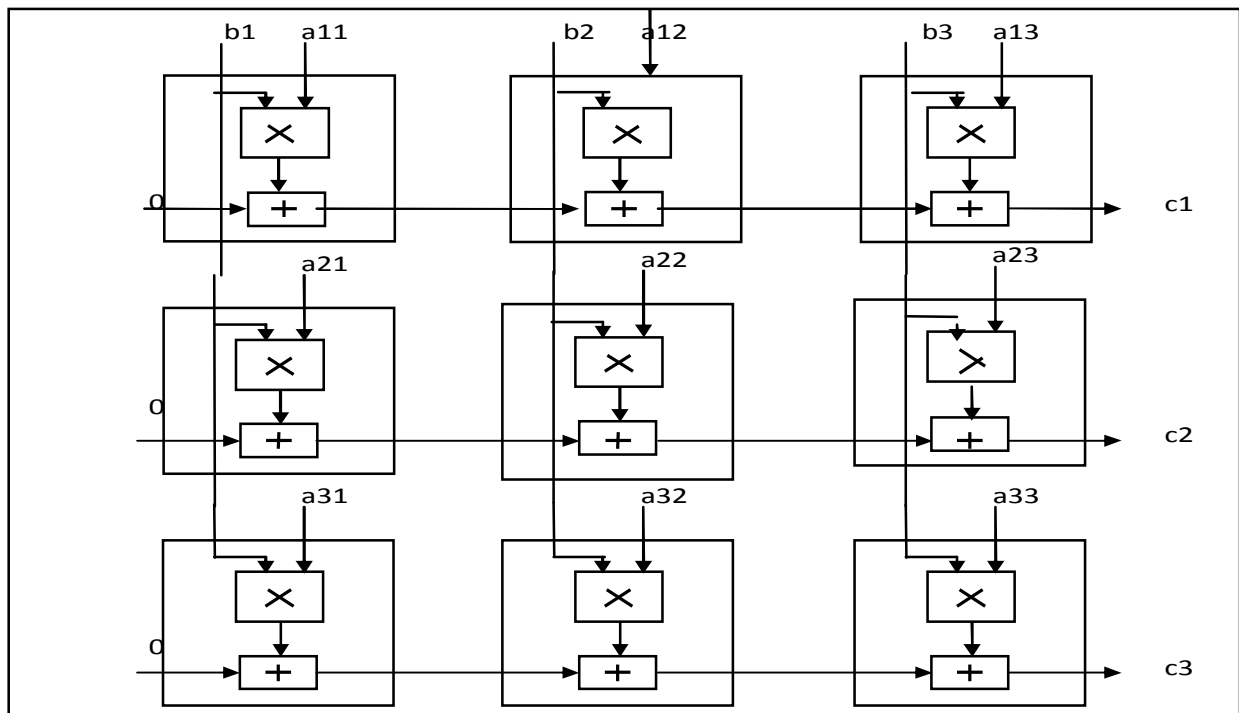 b1 a11 b2 a12 b3 a13
×
×
×
0 + + + c1
a21 a22 a23
×
×
0 + + + c2
a31 a32 a33
×
×
×
0 + + + c3